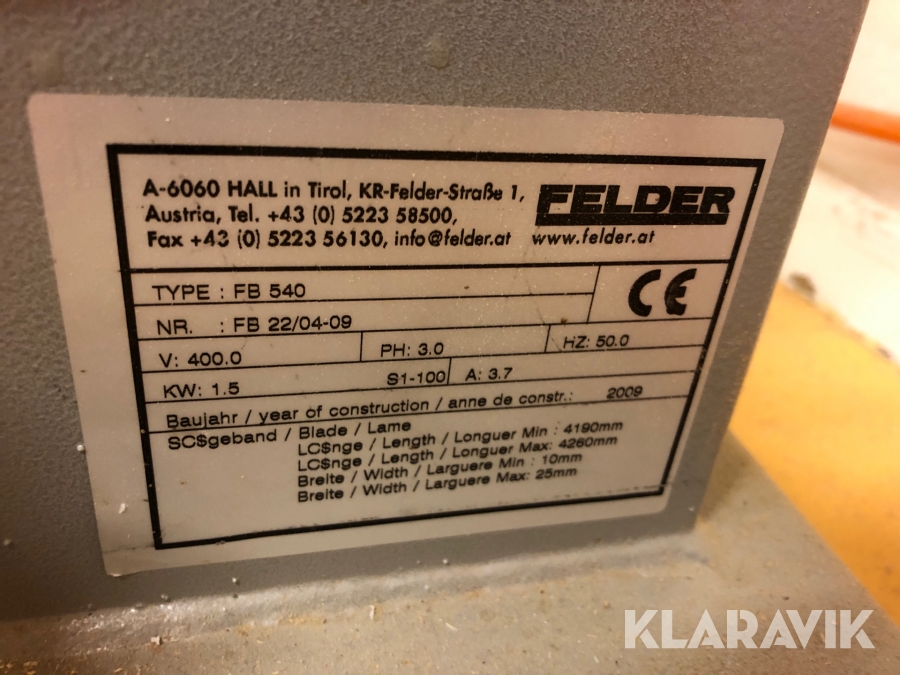 A-6060 HALL in Tirol, KR-Felder-Straße 1,
Austria, Tel. +43 (0) 5223 58500,
Fax +43 (0) 5223 56130, info@felder.at
FELDER
www.felder.at
TYPE : FB 540
NR. : FB 22/04-09
CE
V: 400.0 PH: 3.0 HZ: 50.0
KW: 1.5 S1-100 A: 3.7
Baujahr / year of construction / anne de constr.: 2009
SC$geband / Blade / Lame
LC$nge / Length / Longuer Min : 4190mm
LC$nge / Length / Longuer Max: 4260mm
Breite / Width / Larguere Min : 10mm
Breite / Width / Larguere Max: 25mm
KLARAVIK